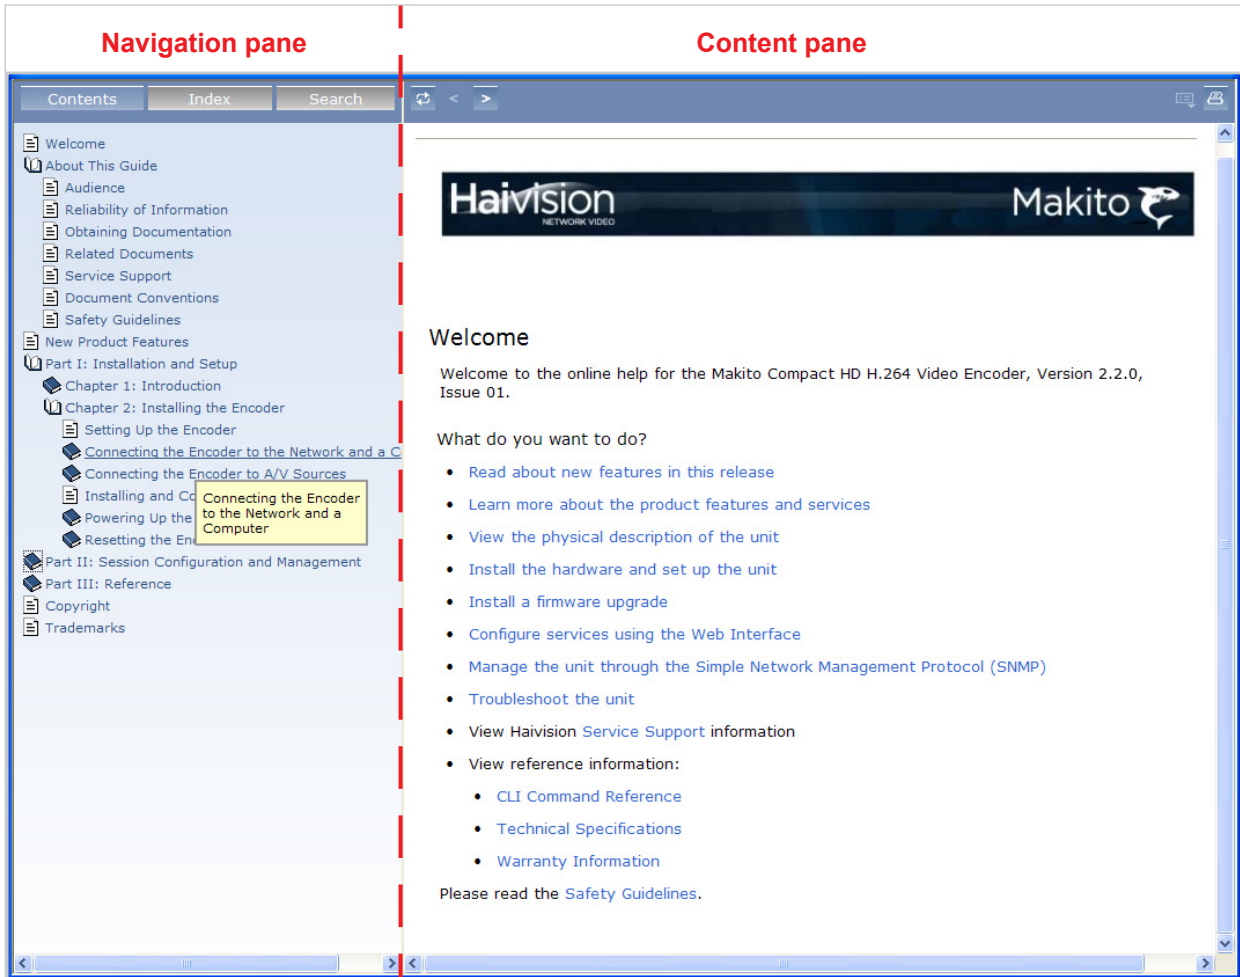 Navigation pane
Content pane
Contents
Index
Search
Welcome
About This Guide
Audience
Reliability of Information
Obtaining Documentation
Related Documents
Service Support
Document Conventions
Safety Guidelines
New Product Features
Part I: Installation and Setup
Chapter 1: Introduction
Chapter 2: Installing the Encoder
Setting Up the Encoder
Connecting the Encoder to the Network and a C
Connecting the Encoder to A/V Sources
Installing and Co
Powering Up the
Resetting the En
Connecting the Encoder
to the Network and a
Computer
Part II: Session Configuration and Management
Part III: Reference
Copyright
Trademarks
Haivision
NETWORK VIDEO
Makito
Welcome
Welcome to the online help for the Makito Compact HD H.264 Video Encoder, Version 2.2.0,
Issue 01.
What do you want to do?
• Read about new features in this release
• Learn more about the product features and services
• View the physical description of the unit
• Install the hardware and set up the unit
• Install a firmware upgrade
• Configure services using the Web Interface
• Manage the unit through the Simple Network Management Protocol (SNMP)
• Troubleshoot the unit
• View Haivision Service Support information
• View reference information:
• CLI Command Reference
• Technical Specifications
• Warranty Information
Please read the Safety Guidelines.